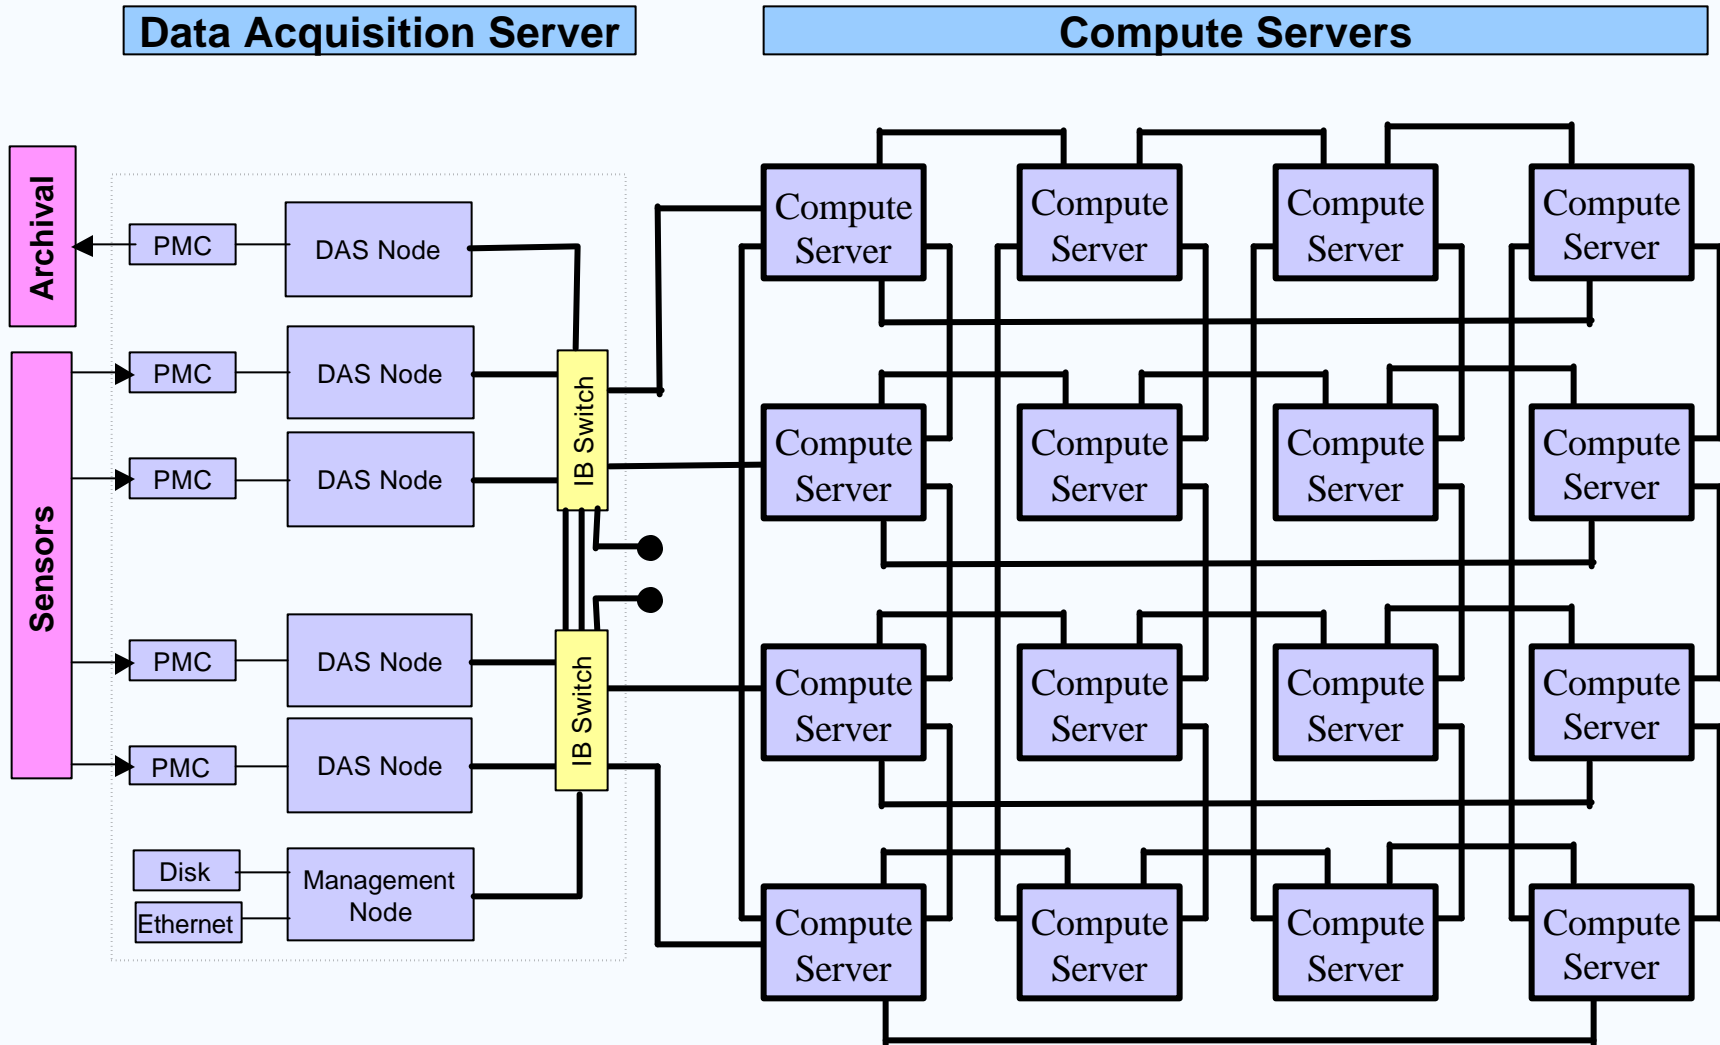 Data Acquisition Server
Compute Servers
Archival
PMC
DAS Node
Sensors
PMC
DAS Node
PMC
DAS Node
IB Switch
PMC
DAS Node
PMC
DAS Node
IB Switch
Disk
Ethernet
Management
Node
Compute
Server
Compute
Server
Compute
Server
Compute
Server
Compute
Server
Compute
Server
Compute
Server
Compute
Server
Compute
Server
Compute
Server
Compute
Server
Compute
Server
Compute
Server
Compute
Server
Compute
Server
Compute
Server